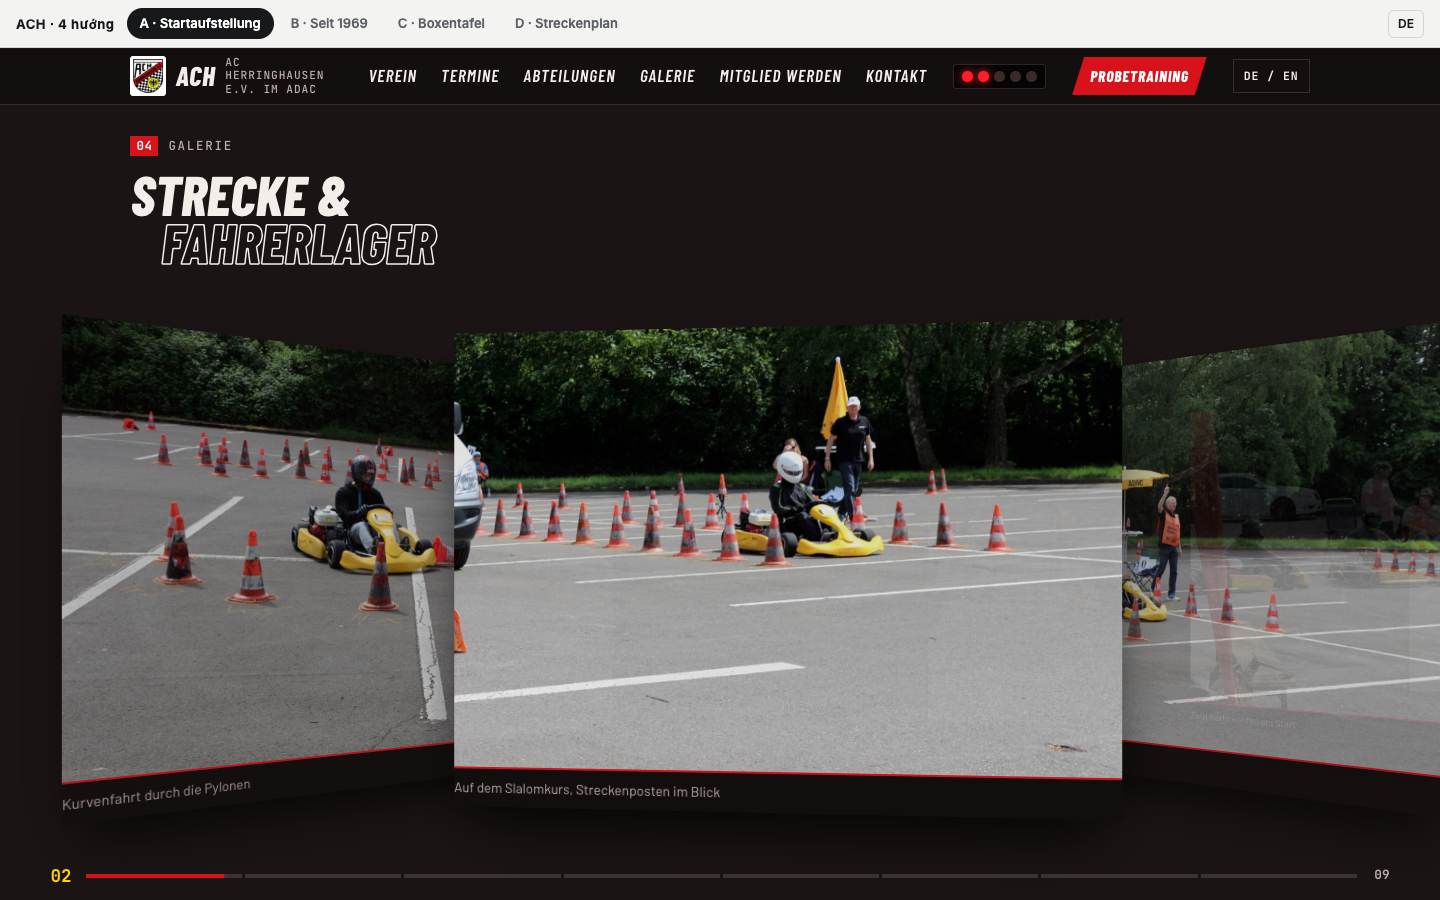 ACH · 4 hướng
A · Startaufstellung
B · Seit 1969
C · Boxentafel
D · Streckenplan
DE
ACH
ACH
AC
HERRINGHAUSEN
E.V. IM ADAC
VEREIN
TERMINE
ABTEILUNGEN
GALERIE
MITGLIED WERDEN
KONTAKT
PROBETRAINING
DE / EN
04
GALERIE
STRECKE &
FAHRERLAGER
ADAC
Kurvenfahrt durch die Pylonen
Auf dem Slalomkurs, Streckenposten im Blick
02
09